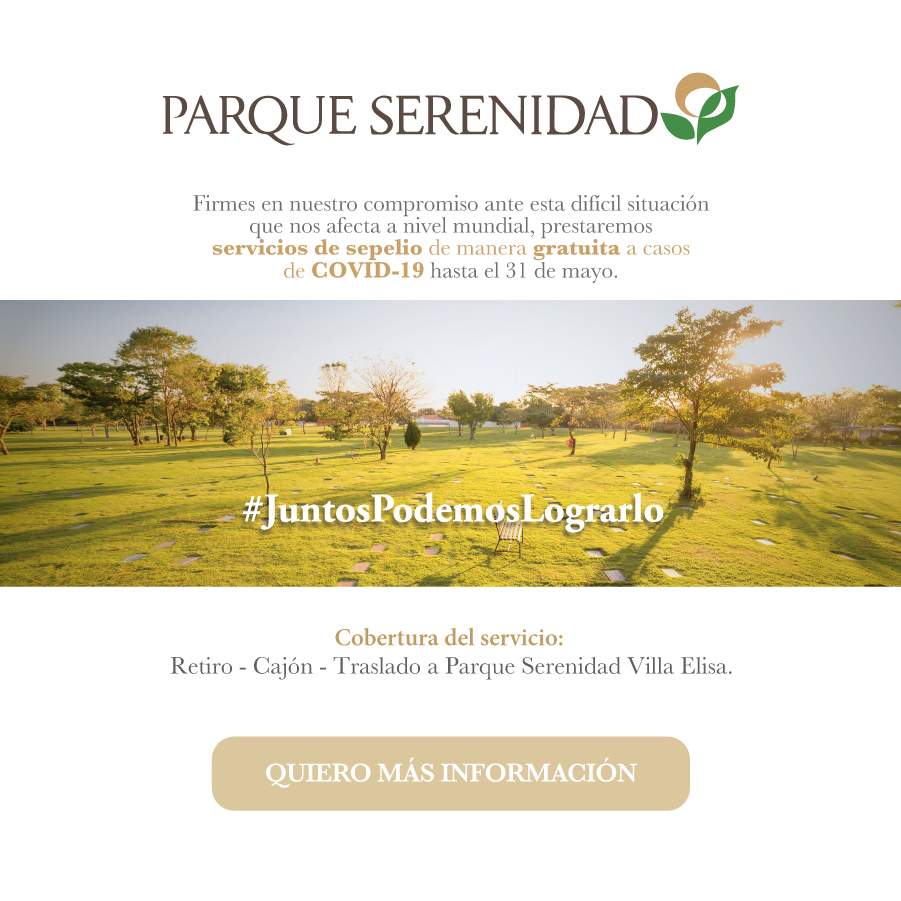 PARQUE SERENIDAD
Firmes en nuestro compromiso ante esta difícil situación
que nos afecta a nivel mundial, prestaremos
servicios de sepelio de manera gratuita a casos
de COVID-19 hasta el 31 de mayo.
#JuntosPodemosLograrlo
Cobertura del servicio:
Retiro - Cajón - Traslado a Parque Serenidad Villa Elisa.
QUIERO MÁS INFORMACIÓN